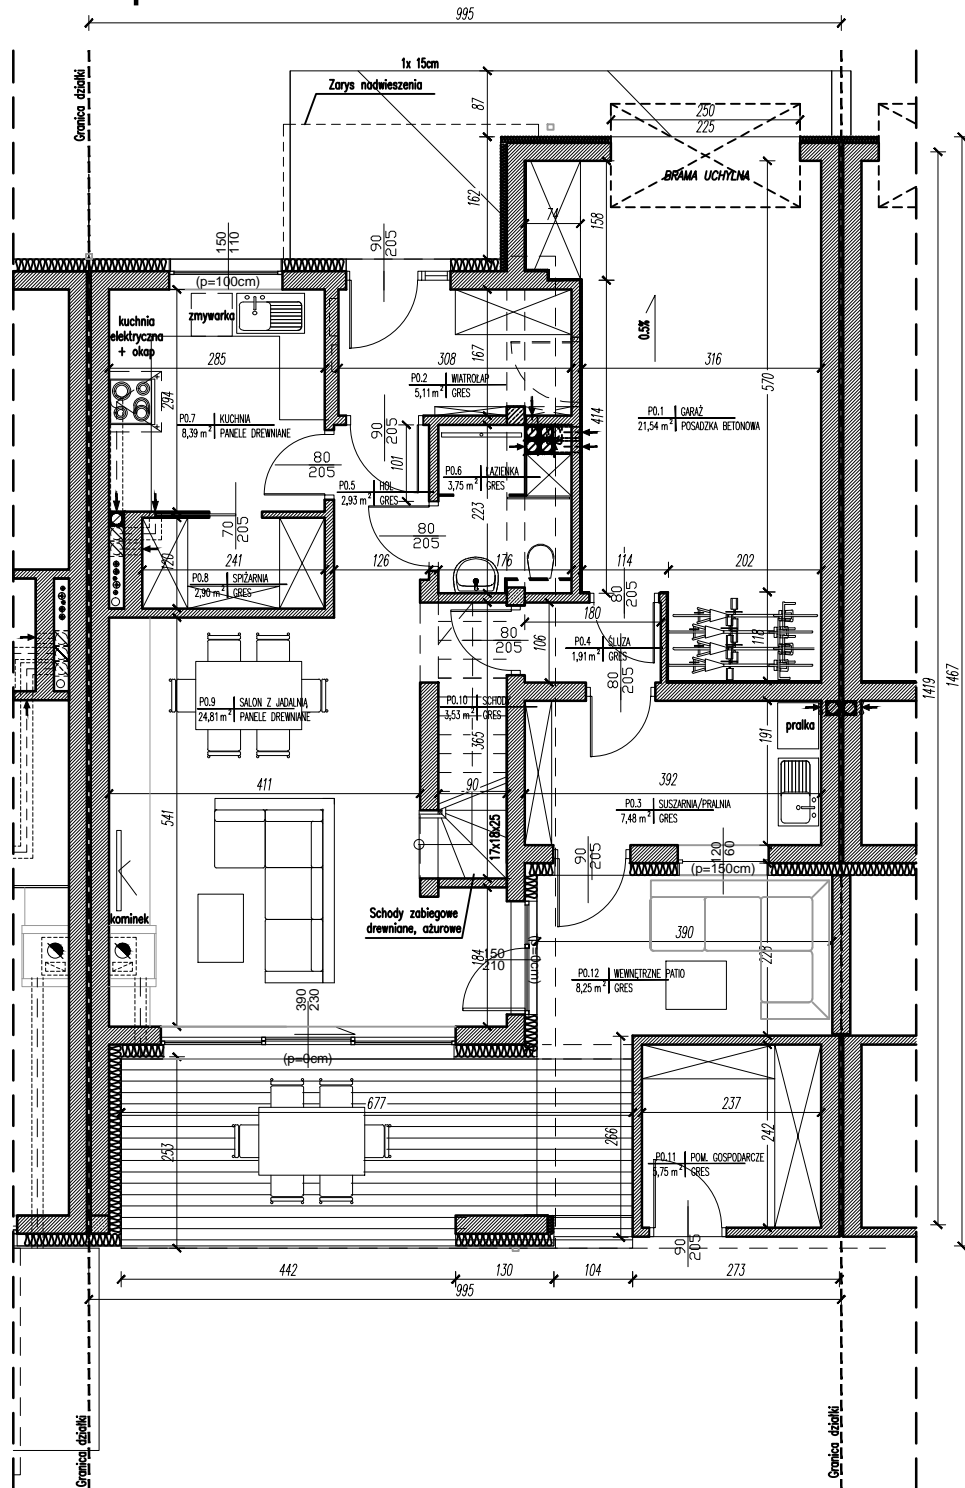 995
Granica działki
1x 15cm
Zarys nadwieszenia
87
250
225
BRAMA UCHYLNA
162
74
158
150
110
90
205
(p=100cm)
kuchnia
elektryczna
+ okap
zmywarka
0.5%
285
308
167
316
570
294
P0.2 WIATROŁAP
5,11 m² GRES
P0.7 KUCHNIA
8,39 m² PANELE DREWNIANE
414
P0.1 GARAŻ
21,54 m² POSADZKA BETONOWA
90
205
101
80
205
P0.5 HOL
2,93 m² GRES
P0.6 ŁAZIENKA
3,75 m² GRES
223
70
205
80
205
120
241
126
176
114
202
P0.8 SPIŻARNIA
2,90 m² GRES
80
205
180
118
80
205
106
P0.4 ŚLUZA
1,91 m² GRES
80
205
P0.9 SALON Z JADALNIĄ
24,81 m² PANELE DREWNIANE
P0.10 SCHODY
3,53 m² GRES
365
191
pralka
411
90
392
541
P0.3 SUSZARNIA/PRALNIA
7,48 m² GRES
17x18x25
90
205
120
60
(p=150cm)
kominek
Schody zabiegowe
drewniane, ażurowe
184
150
210
(p=0cm)
390
P0.12 WEWNĘTRZNE PATIO
8,25 m² GRES
390
230
(p=0cm)
677
253
266
237
242
P0.11 POM. GOSPODARCZE
5,75 m² GRES
90
205
442
130
104
273
995
1419
1467
Granica działki
Granica działki